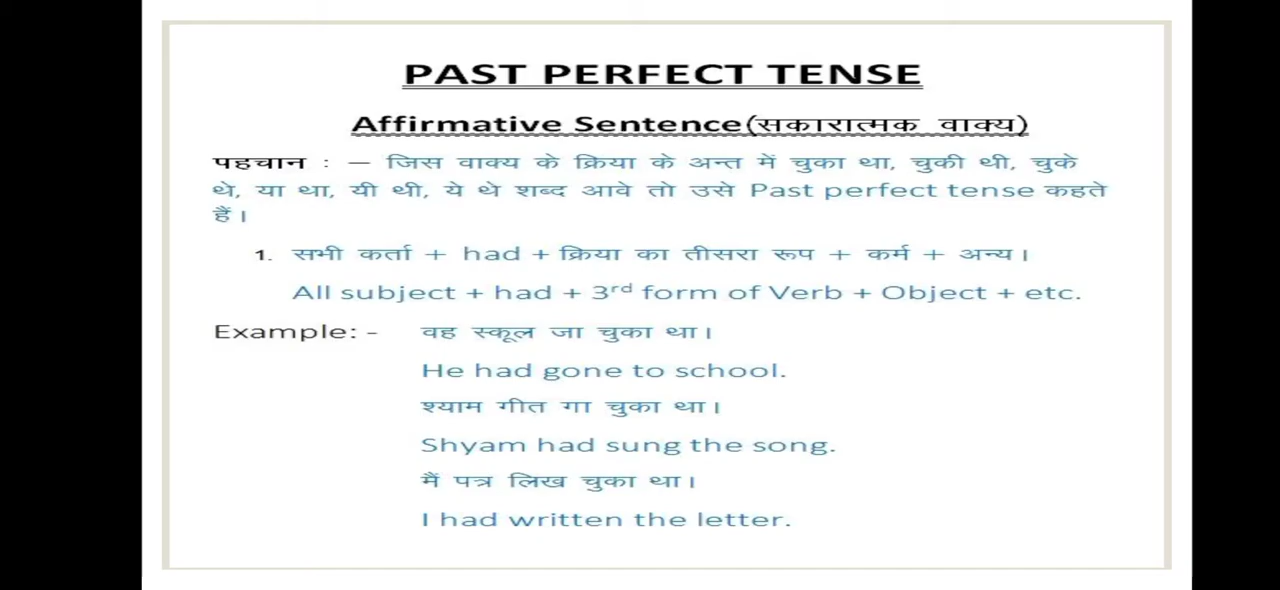 PAST PERFECT TENSE
Affirmative Sentence(सकारात्मक वाक्य)
पहचान : – जिस वाक्य के क्रिया के अन्त में चुका था, चुकी थी, चुके
थे, या था, यी थी, ये थे शब्द आवे तो उसे Past perfect tense कहते
हैं।
1. सभी कर्ता + had + क्रिया का तीसरा रूप + कर्म + अन्य।
All subject + had + 3rd form of Verb + Object + etc.
Example: - वह स्कूल जा चुका था।
He had gone to school.
श्याम गीत गा चुका था।
Shyam had sung the song.
मैं पत्र लिख चुका था।
I had written the letter.